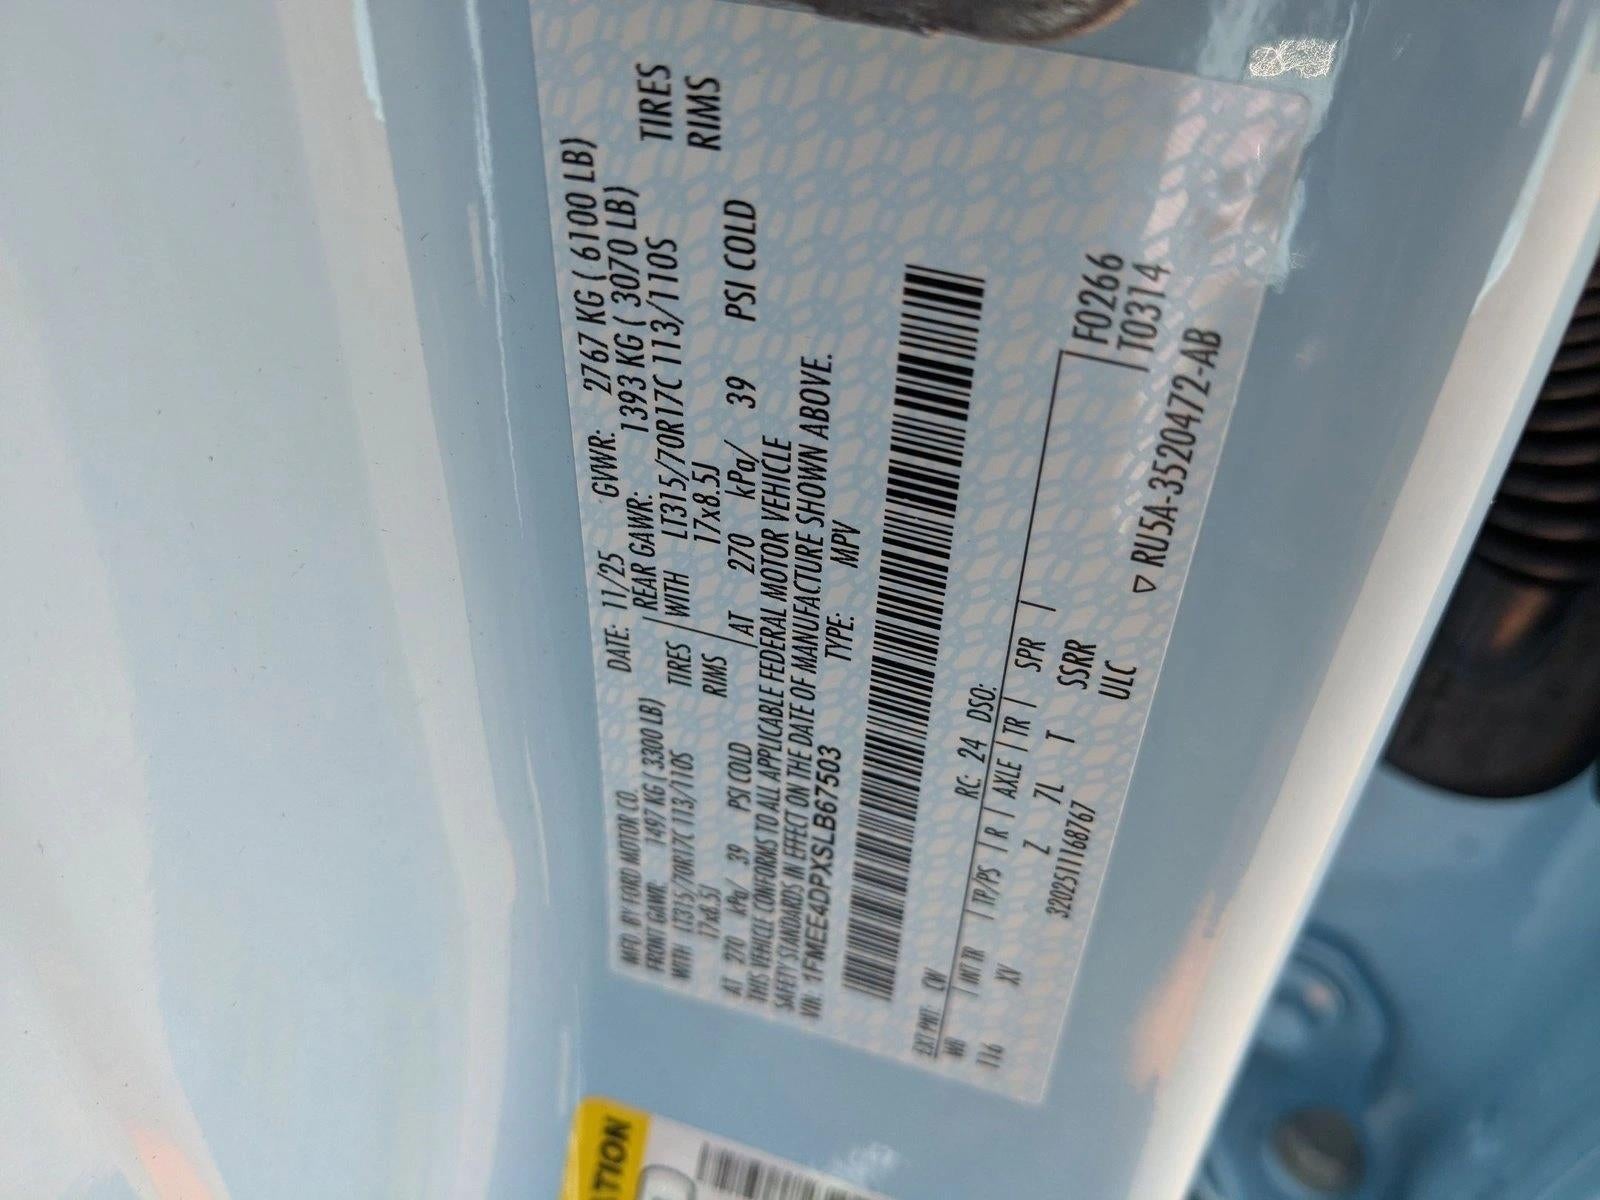 MFD. BY FORD MOTOR CO.
DATE: 11/25 GVWR: 2767 KG ( 6100 LB)
FRONT GAWR: 1497 KG ( 3300 LB) REAR GAWR: 1393 KG ( 3070 LB)
WITH LT315/70R17C 113/110S TIRES WITH LT315/70R17C 113/110S TIRES
17x8.5J RIMS 17x8.5J RIMS
AT 270 kPa/ 39 PSI COLD AT 270 kPa/ 39 PSI COLD
THIS VEHICLE CONFORMS TO ALL APPLICABLE FEDERAL MOTOR VEHICLE
SAFETY STANDARDS IN EFFECT ON THE DATE OF MANUFACTURE SHOWN ABOVE.
VIN: 1FMEE4DPXSLB67503 TYPE: MPV
EXT PNT: CW RC: 24 DSO:
WB INT TR TP/PS R AXLE TR SPR F0266
116 XV Z 7L T SSRR T0314
3202511168767 ULC
▽ RU5A-3520472-AB
ATION